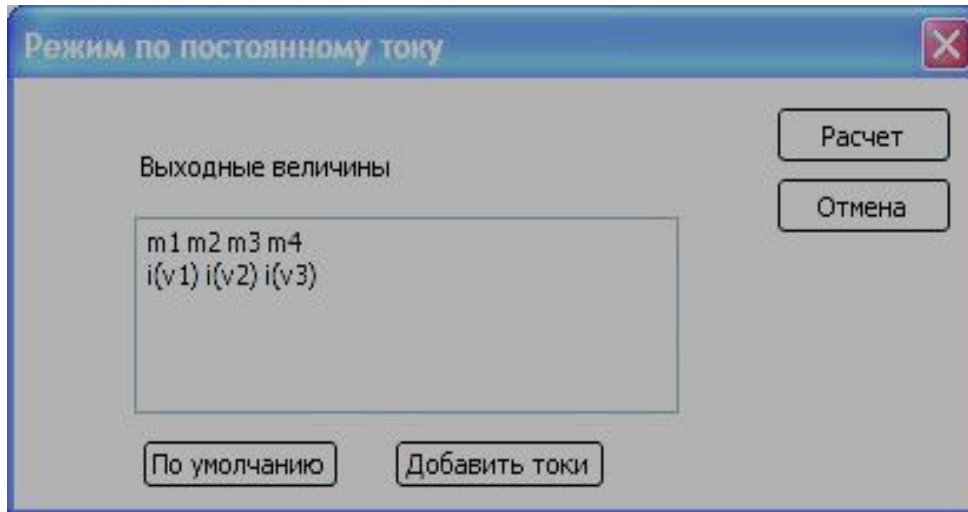 Режим по постоянному току
Расчет
Выходные величины
Отмена
m1 m2 m3 m4
i(v1) i(v2) i(v3)
По умолчанию
Добавить токи